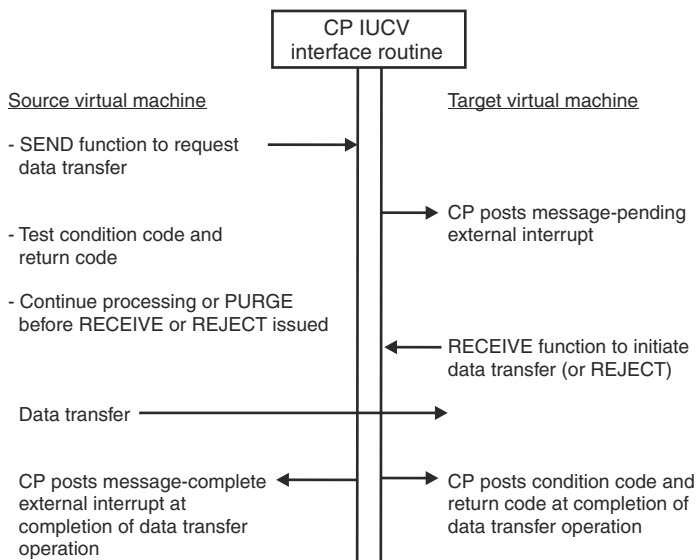 CP IUCV
interface routine
Source virtual machine
Target virtual machine
- SEND function to request
data transfer
CP posts message-pending
external interrupt
- Test condition code and
return code
- Continue processing or PURGE
before RECEIVE or REJECT issued
RECEIVE function to initiate
data transfer (or REJECT)
Data transfer
CP posts message-complete
external interrupt at
completion of data transfer
operation
CP posts condition code and
return code at completion of
data transfer operation